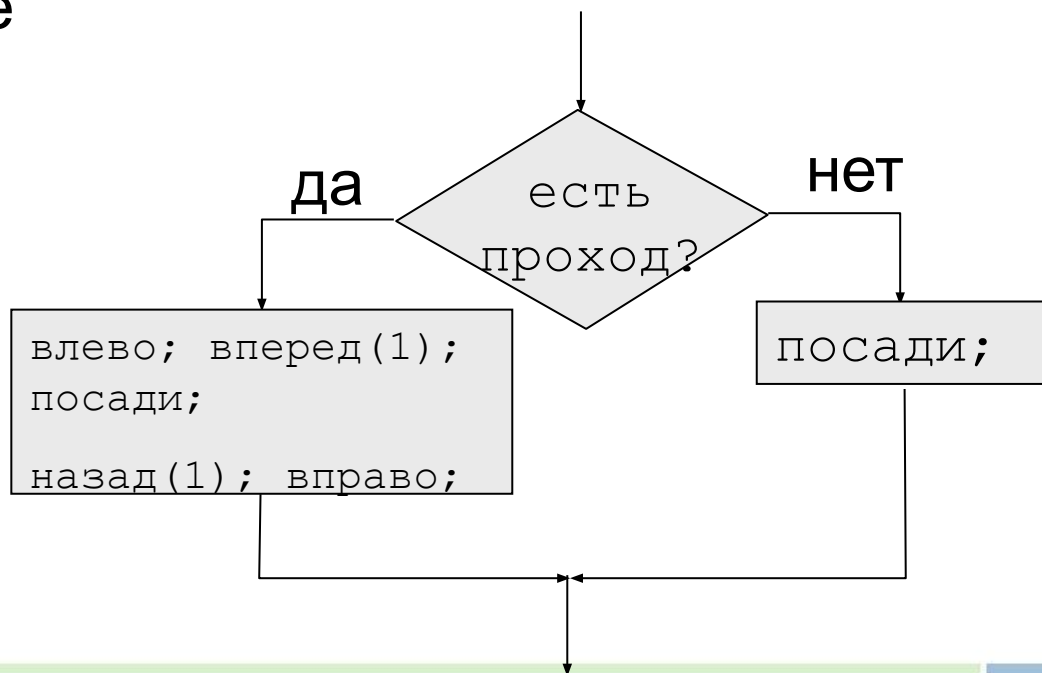 е
есть
проход?
да
нет
влево; вперед(1);
посади;
назад(1); вправо;
посади;